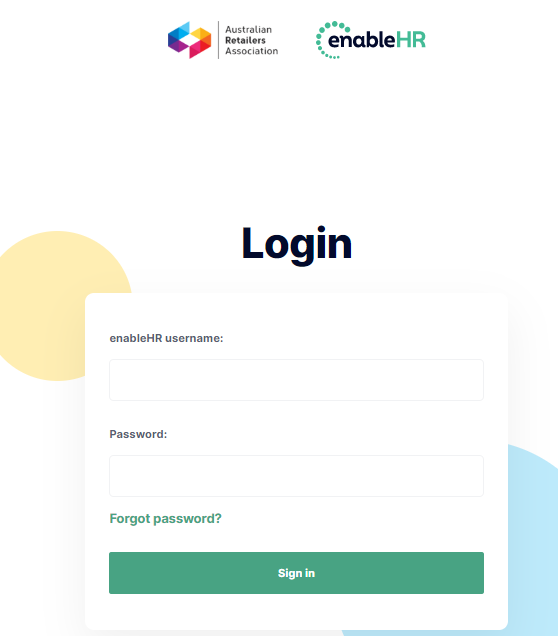 Australian
Retailers
Association
enableHR
Login
enableHR username:
Password:
Forgot password?
Sign in